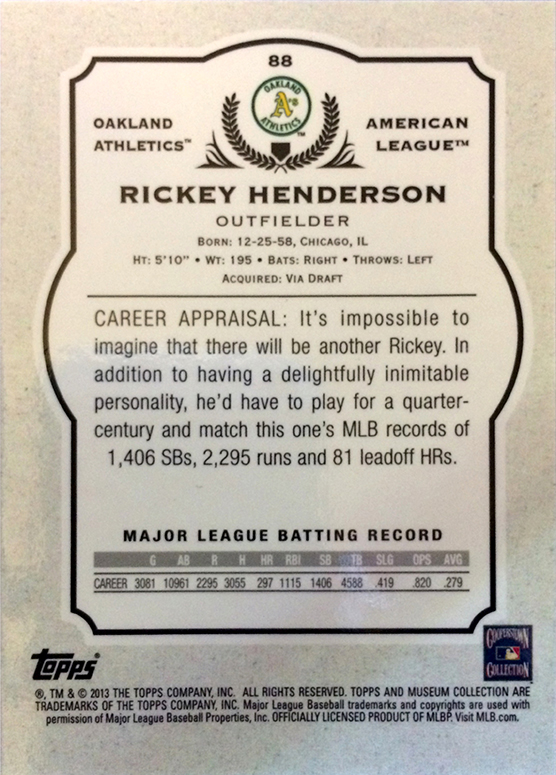 88
OAKLAND
ATHLETICS
A's
TM
OAKLAND
ATHLETICS™
AMERICAN
LEAGUE™
RICKEY HENDERSON
OUTFIELDER
BORN: 12-25-58, CHICAGO, IL
HT: 5'10" • WT: 195 • BATS: RIGHT • THROWS: LEFT
ACQUIRED: VIA DRAFT
CAREER APPRAISAL: It's impossible to
imagine that there will be another Rickey. In
addition to having a delightfully inimitable
personality, he'd have to play for a quarter-
century and match this one's MLB records of
1,406 SBs, 2,295 runs and 81 leadoff HRs.
MAJOR LEAGUE BATTING RECORD
G AB R H HR RBI SB TB SLG OPS AVG
CAREER 3081 10961 2295 3055 297 1115 1406 4588 .419 .820 .279
TOPPS®
COOPERSTOWN
COLLECTION
®, TM & © 2013 THE TOPPS COMPANY, INC. ALL RIGHTS RESERVED. TOPPS AND MUSEUM COLLECTION ARE
TRADEMARKS OF THE TOPPS COMPANY, INC. Major League Baseball trademarks and copyrights are used with
permission of Major League Baseball Properties, Inc. OFFICIALLY LICENSED PRODUCT OF MLBP. Visit MLB.com.